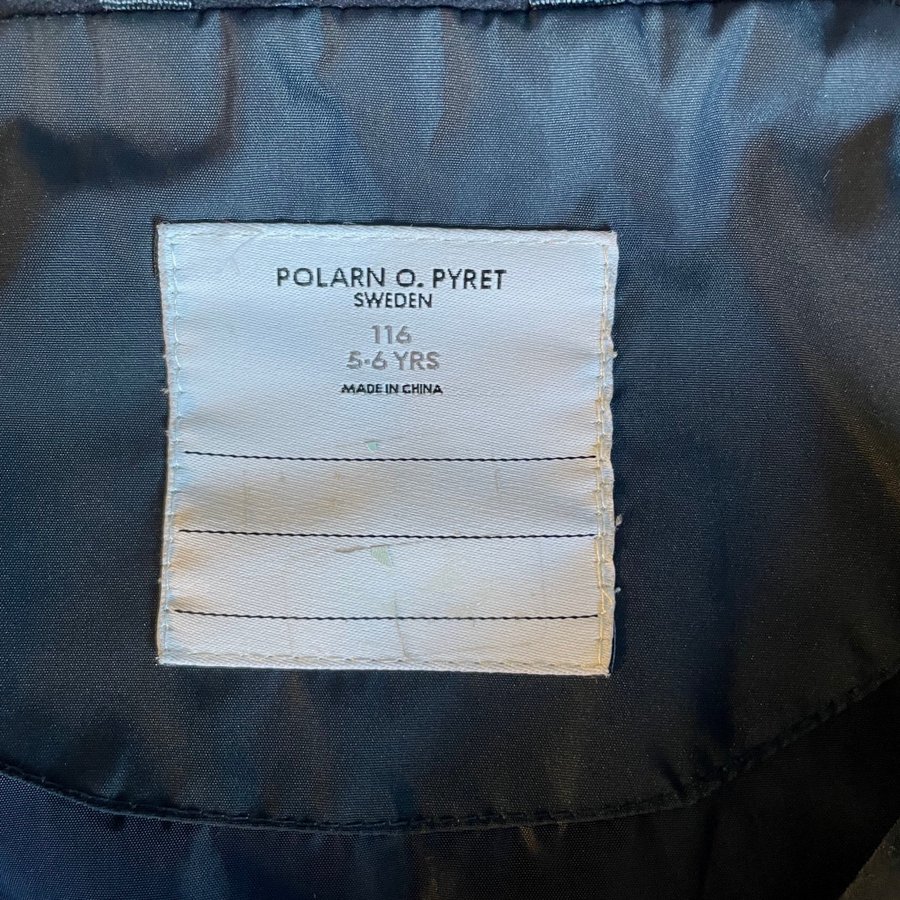 POLARN O. PYRET
SWEDEN
116
5-6 YRS
MADE IN CHINA